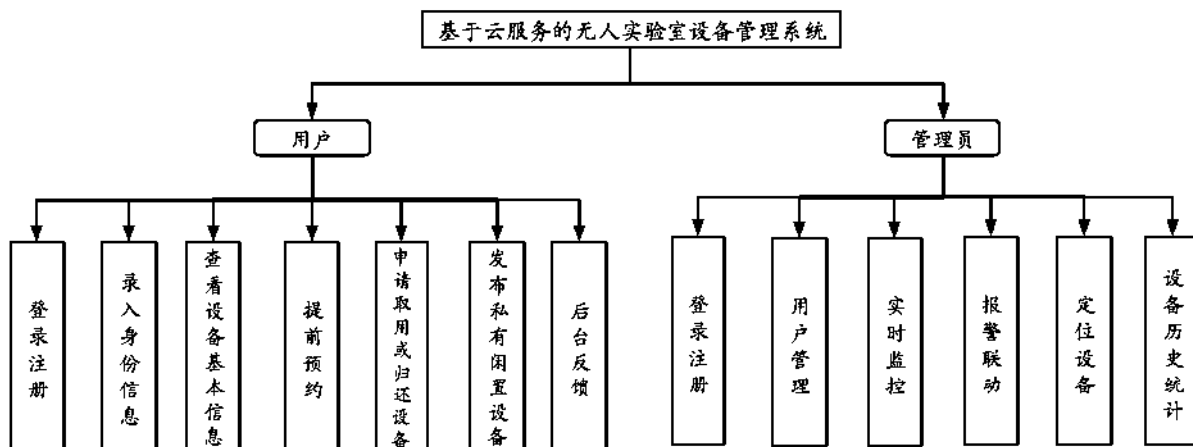 基于云服务的无人实验室设备管理系统
用户
管理员
登录注册
录入身份信息
查看设备基本信息
提前预约
申请取用或归还设备
发布私有闲置设备
后台反馈
登录注册
用户管理
实时监控
报警联动
定位设备
设备历史统计